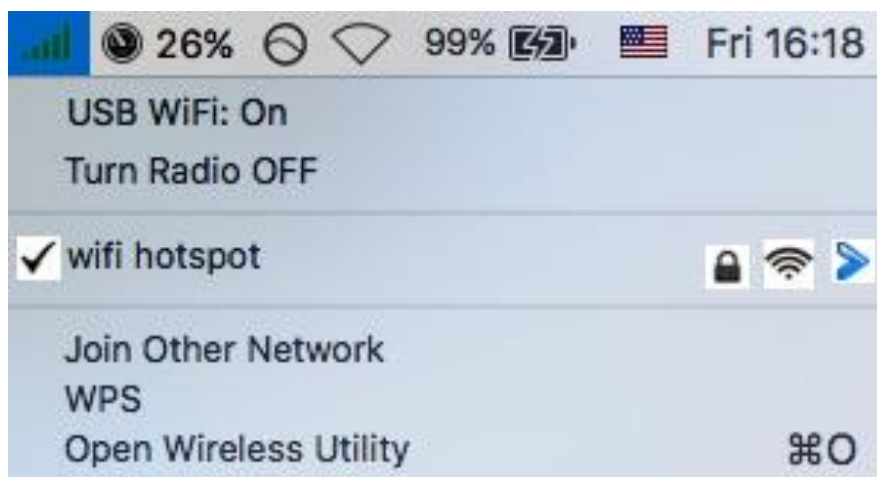 26% 99% Fri 16:18
USB WiFi: On
Turn Radio OFF
wifi hotspot
Join Other Network
WPS
Open Wireless Utility ⌘O